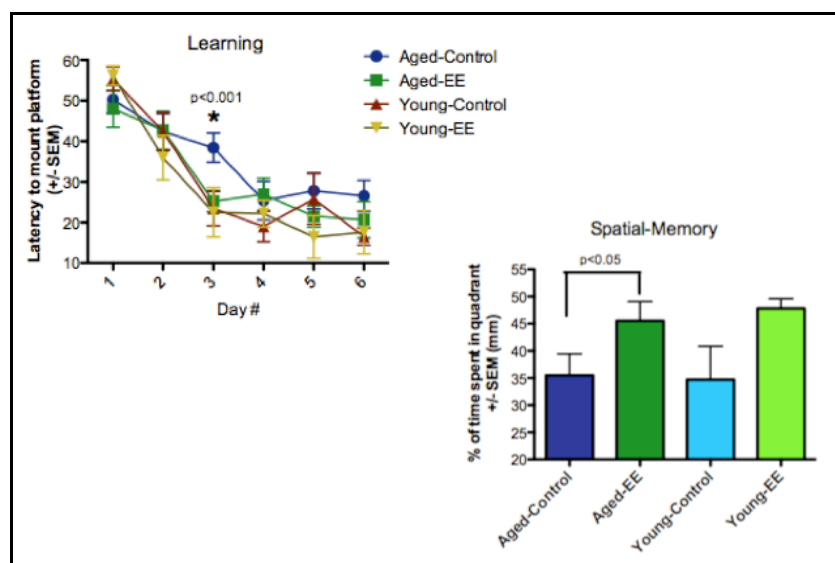 Learning
Latency to mount platform
(+/- SEM)
60
50
40
30
20
10
p<0.001
*
1
2
3
4
5
6
Day #
Aged-Control
Aged-EE
Young-Control
Young-EE
Spatial-Memory
% of time spent in quadrant
+/- SEM (mm)
55
50
45
40
35
30
25
20
p<0.05
Aged-Control
Aged-EE
Young-Control
Young-EE